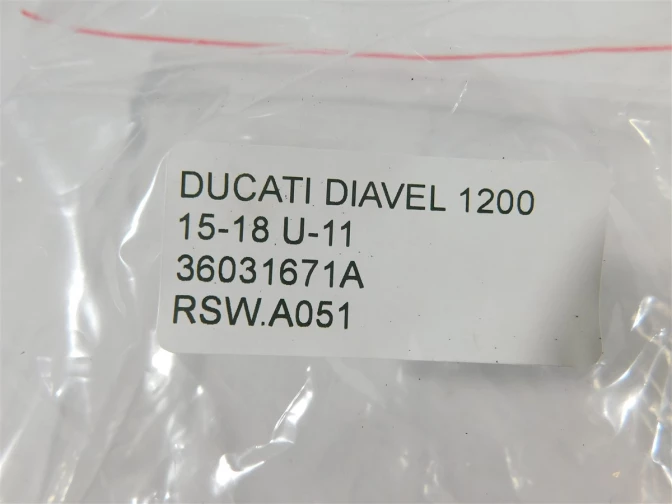 DUCATI DIAVEL 1200
15-18 U-11
36031671A
RSW.A051